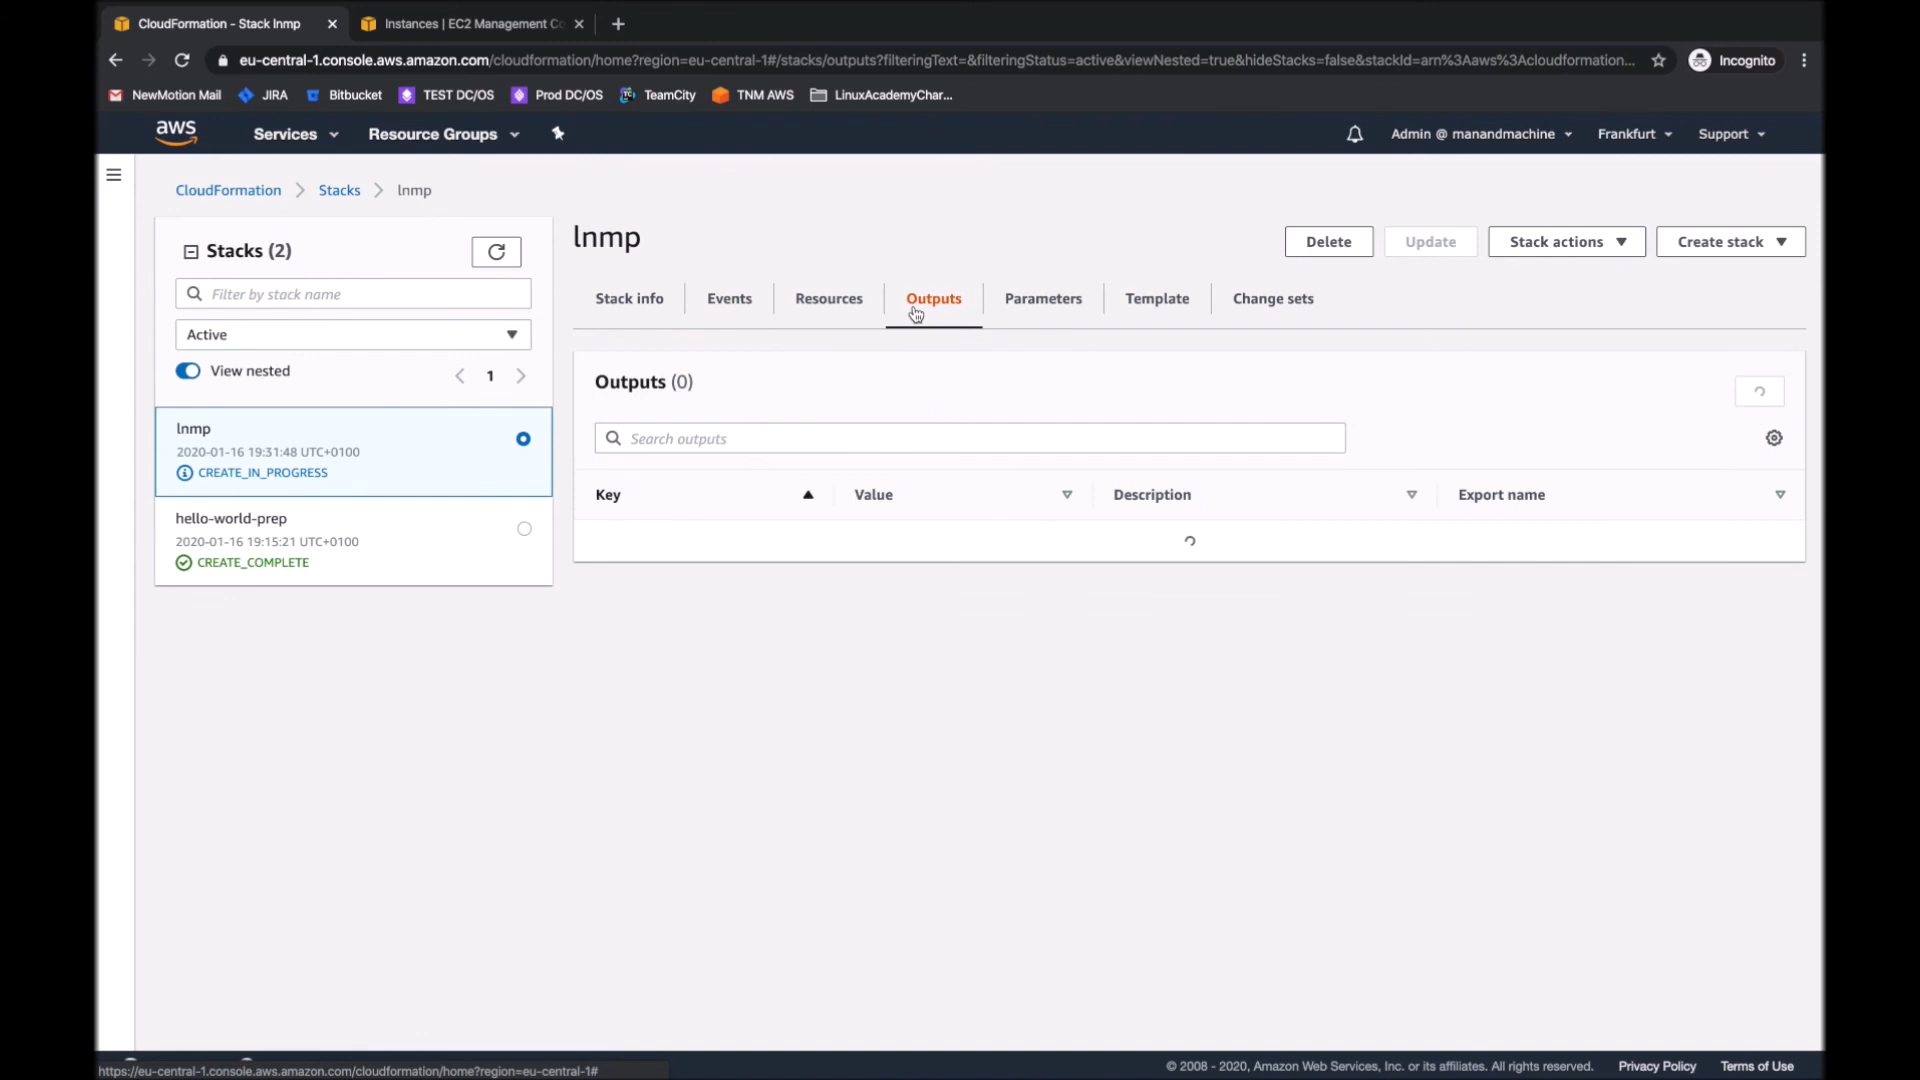 CloudFormation - Stack lnmp
Instances | EC2 Management Co
eu-central-1.console.aws.amazon.com/cloudformation/home?region=eu-central-1#/stacks/outputs?filteringText=&filteringStatus=active&viewNested=true&hideStacks=false&stackId=arn%3Aaws%3Acloudformation...
Incognito
NewMotion Mail JIRA Bitbucket TEST DC/OS Prod DC/OS TeamCity TNM AWS LinuxAcademyChar...
aws Services Resource Groups Admin @ manandmachine Frankfurt Support
CloudFormation Stacks lnmp
Stacks (2)
Filter by stack name
Active
View nested
1
lnmp
2020-01-16 19:31:48 UTC+0100
CREATE_IN_PROGRESS
hello-world-prep
2020-01-16 19:15:21 UTC+0100
CREATE_COMPLETE
lnmp
Delete Update Stack actions Create stack
Stack info Events Resources Outputs Parameters Template Change sets
Outputs (0)
Search outputs
Key Value Description Export name
https://eu-central-1.console.aws.amazon.com/cloudformation/home?region=eu-central-1#
© 2008 - 2020, Amazon Web Services, Inc. or its affiliates. All rights reserved. Privacy Policy Terms of Use